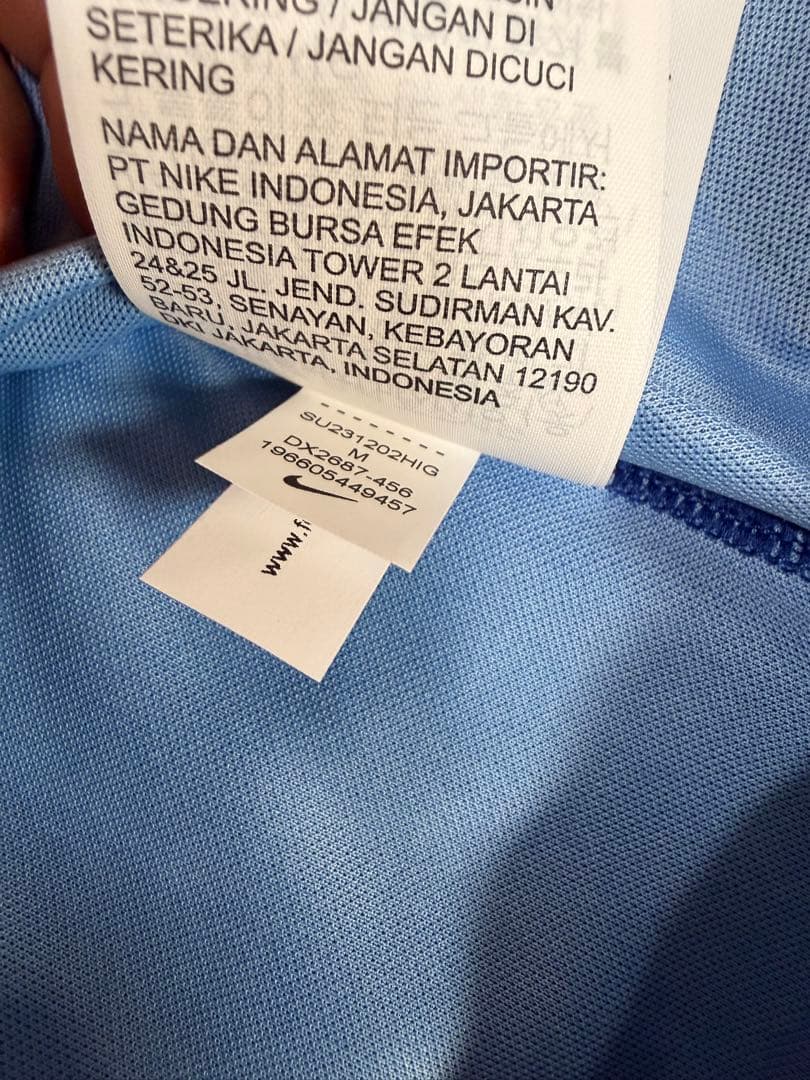 JANGAN DI
SETERIKA / JANGAN DICUCI
KERING
NAMA DAN ALAMAT IMPORTIR:
PT NIKE INDONESIA, JAKARTA
GEDUNG BURSA EFEK
INDONESIA TOWER 2 LANTAI
24&25 JL. JEND. SUDIRMAN KAV.
52-53, SENAYAN, KEBAYORAN
BARU, JAKARTA SELATAN 12190
DKI JAKARTA, INDONESIA
SU231202HIG
M
DX2687-456
196605449457
www.f